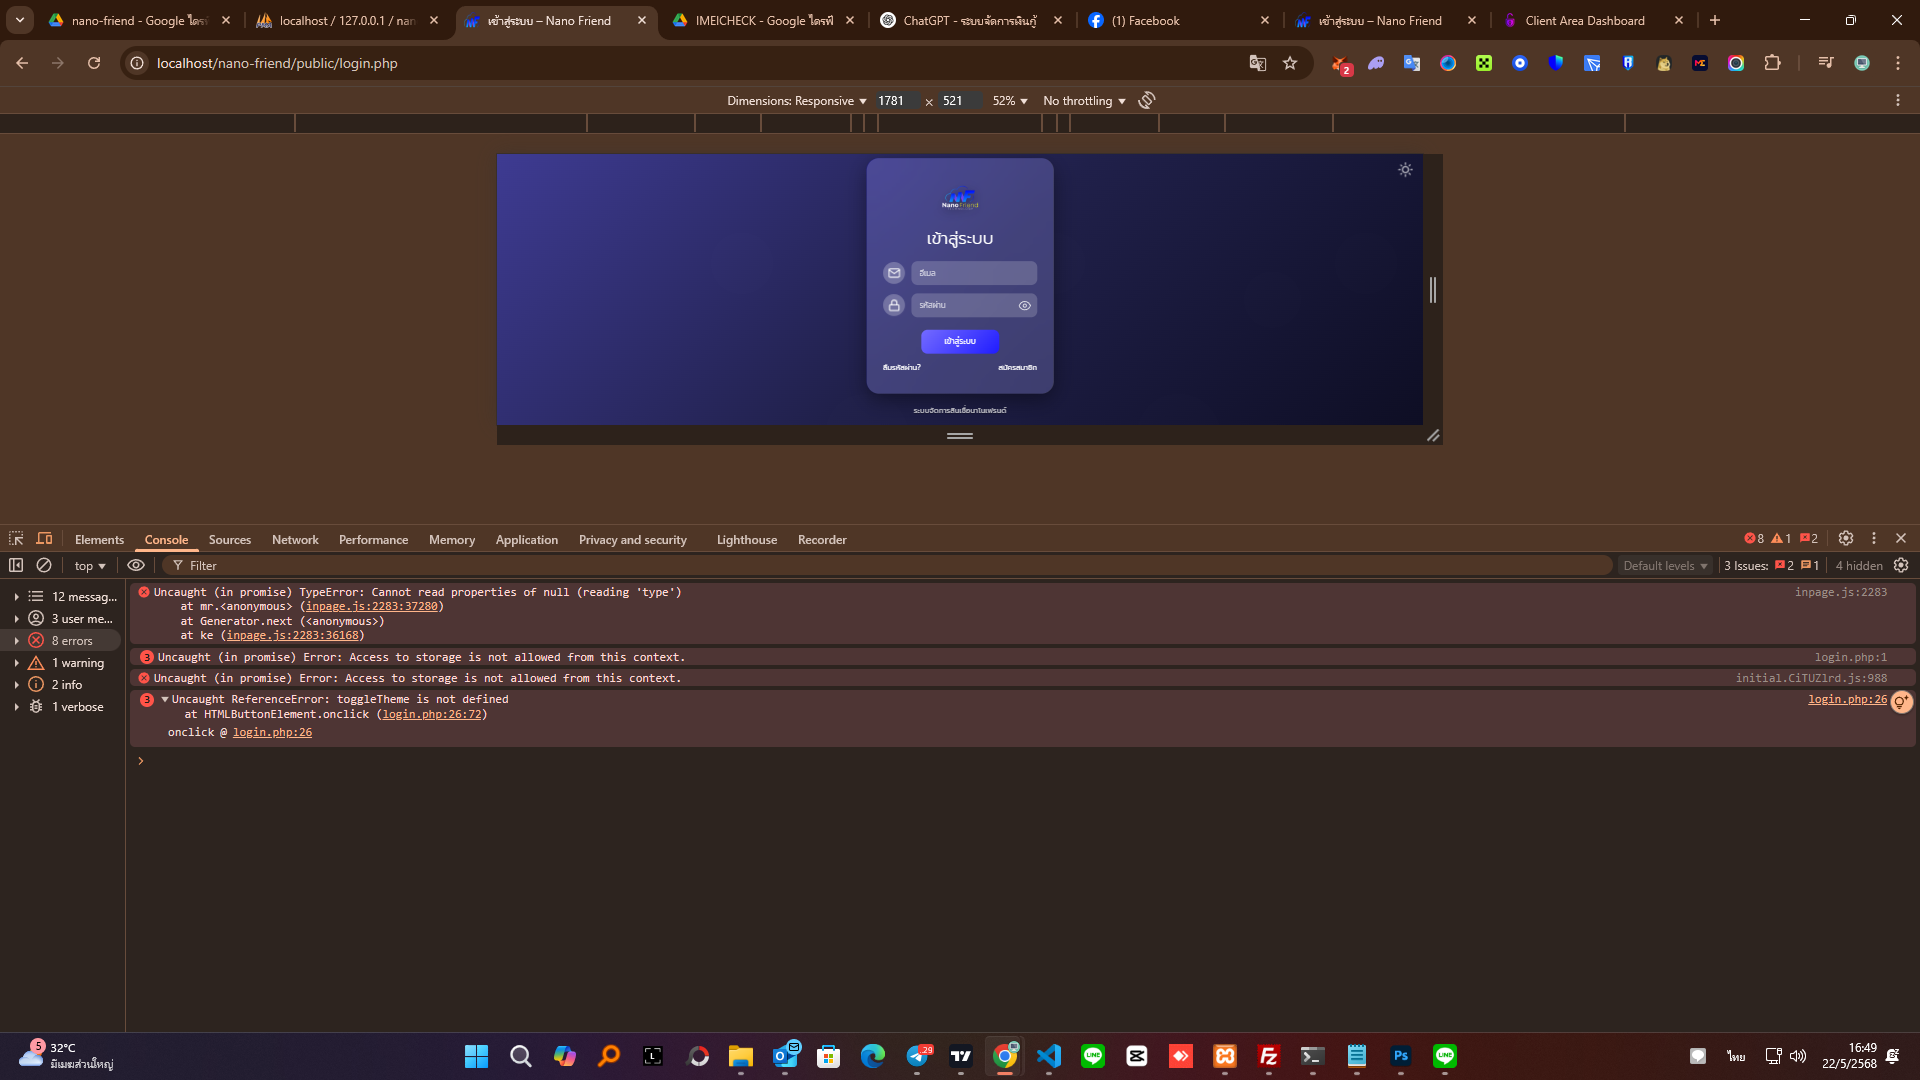 nano-friend - Google ไดรฟ์
localhost / 127.0.0.1 / nan
เข้าสู่ระบบ – Nano Friend
IMEICHECK - Google ไดรฟ์
ChatGPT - ระบบจัดการเงินกู้
(1) Facebook
เข้าสู่ระบบ – Nano Friend
Client Area Dashboard
localhost/nano-friend/public/login.php
2
Dimensions: Responsive 1781 × 521 52% No throttling
NF
NanoFriend
เข้าสู่ระบบ
อีเมล
รหัสผ่าน
เข้าสู่ระบบ
ลืมรหัสผ่าน? สมัครสมาชิก
ระบบจัดการสินเชื่อนาโนเฟรนด์
Elements Console Sources Network Performance Memory Application Privacy and security Lighthouse Recorder 8 1 2
top Filter Default levels 3 Issues: 2 1 4 hidden
12 messag...
3 user me...
8 errors
1 warning
2 info
1 verbose
Uncaught (in promise) TypeError: Cannot read properties of null (reading 'type') inpage.js:2283
at mr.<anonymous> (inpage.js:2283:37280)
at Generator.next (<anonymous>)
at ke (inpage.js:2283:36168)
3 Uncaught (in promise) Error: Access to storage is not allowed from this context. login.php:1
Uncaught (in promise) Error: Access to storage is not allowed from this context. initial.CiTUZlrd.js:988
3 Uncaught ReferenceError: toggleTheme is not defined login.php:26
at HTMLButtonElement.onclick (login.php:26:72)
onclick @ login.php:26
5 32°C
มีเมฆส่วนใหญ่
29
ไทย
16:49
22/5/2568